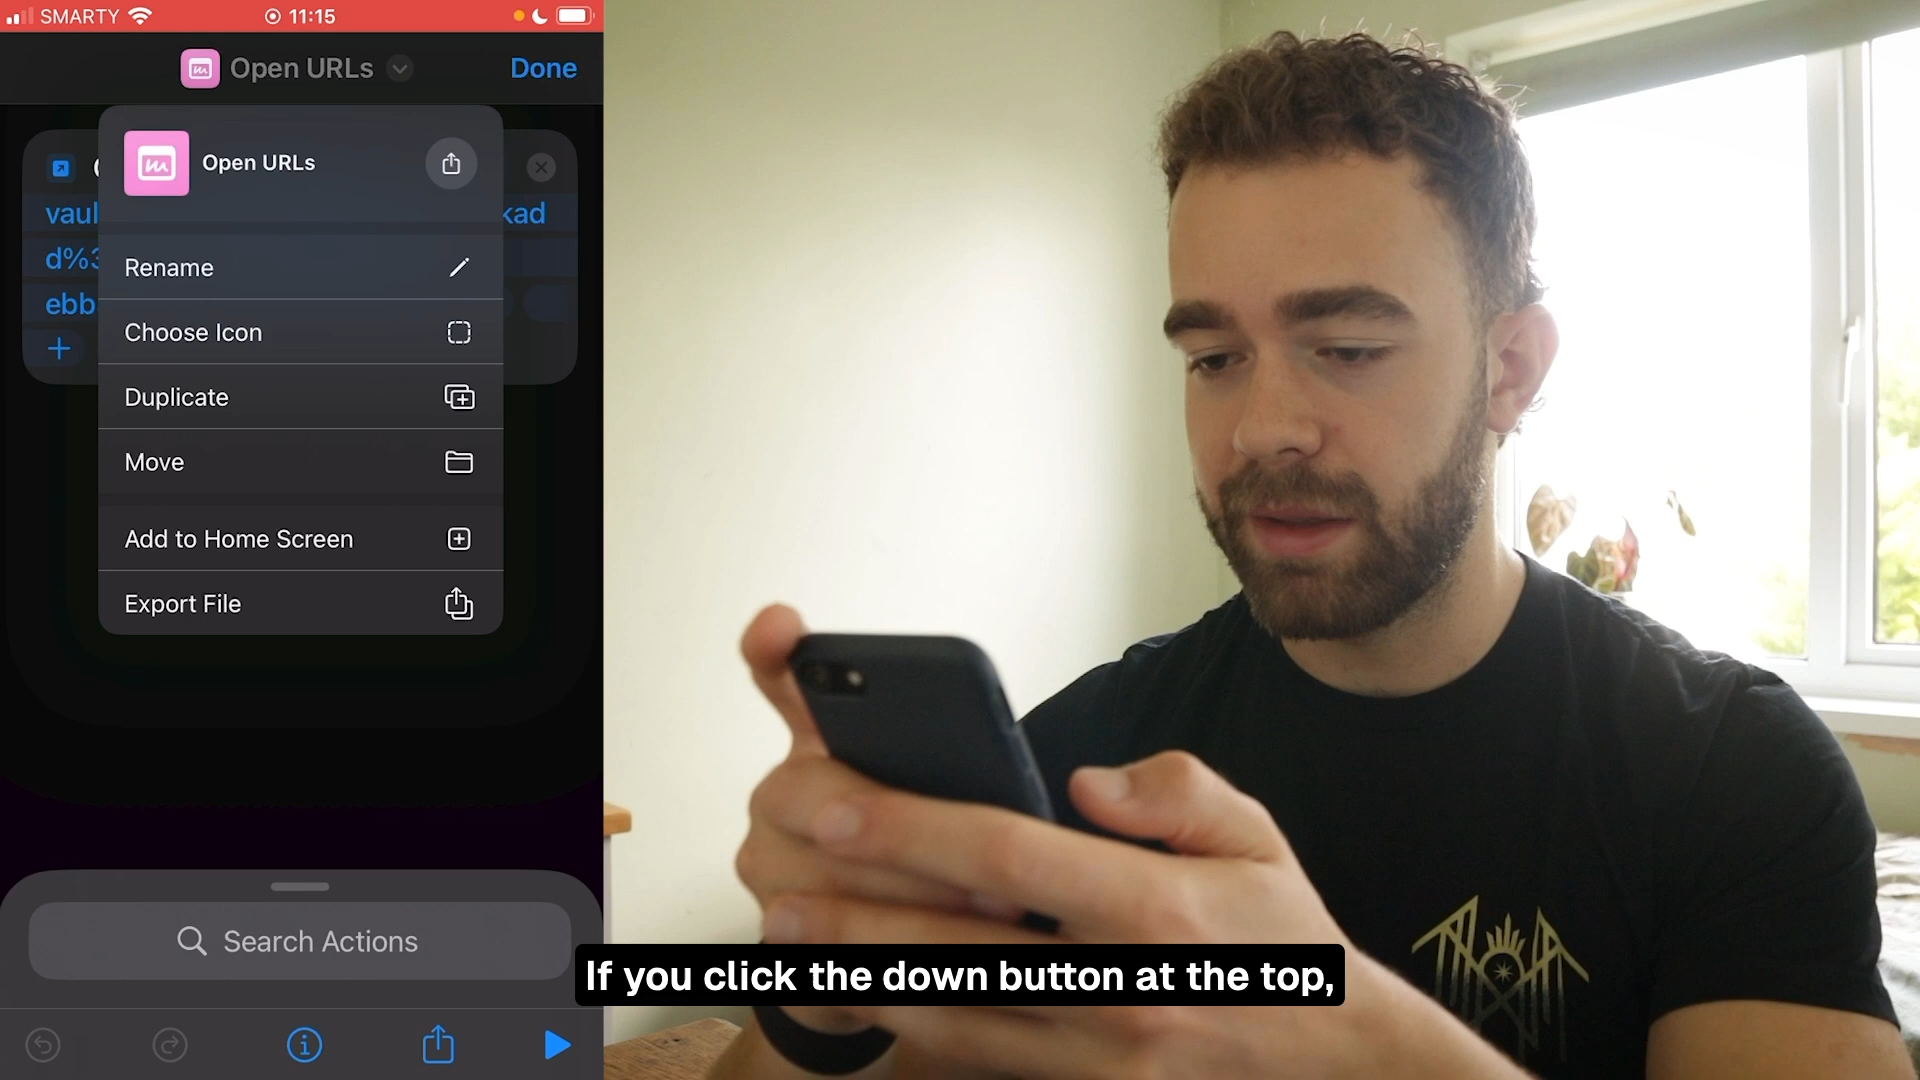 SMARTY 11:15
Open URLs
Done
Open URLs
vaul
kad
d%3
ebb
Rename
Choose Icon
Duplicate
Move
Add to Home Screen
Export File
Search Actions
If you click the down button at the top,